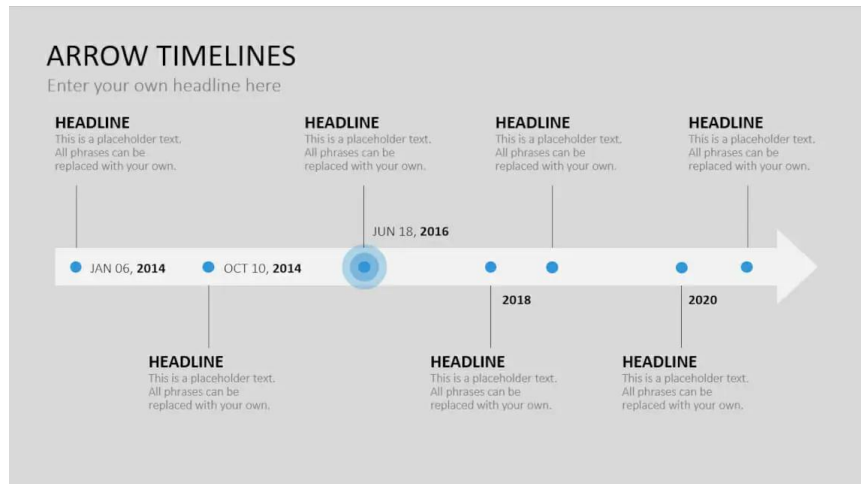 ARROW TIMELINES
Enter your own headline here
HEADLINE
This is a placeholder text.
All phrases can be
replaced with your own.
HEADLINE
This is a placeholder text.
All phrases can be
replaced with your own.
HEADLINE
This is a placeholder text.
All phrases can be
replaced with your own.
HEADLINE
This is a placeholder text.
All phrases can be
replaced with your own.
JUN 18, 2016
JAN 06, 2014
OCT 10, 2014
2018
2020
HEADLINE
This is a placeholder text.
All phrases can be
replaced with your own.
HEADLINE
This is a placeholder text.
All phrases can be
replaced with your own.
HEADLINE
This is a placeholder text.
All phrases can be
replaced with your own.